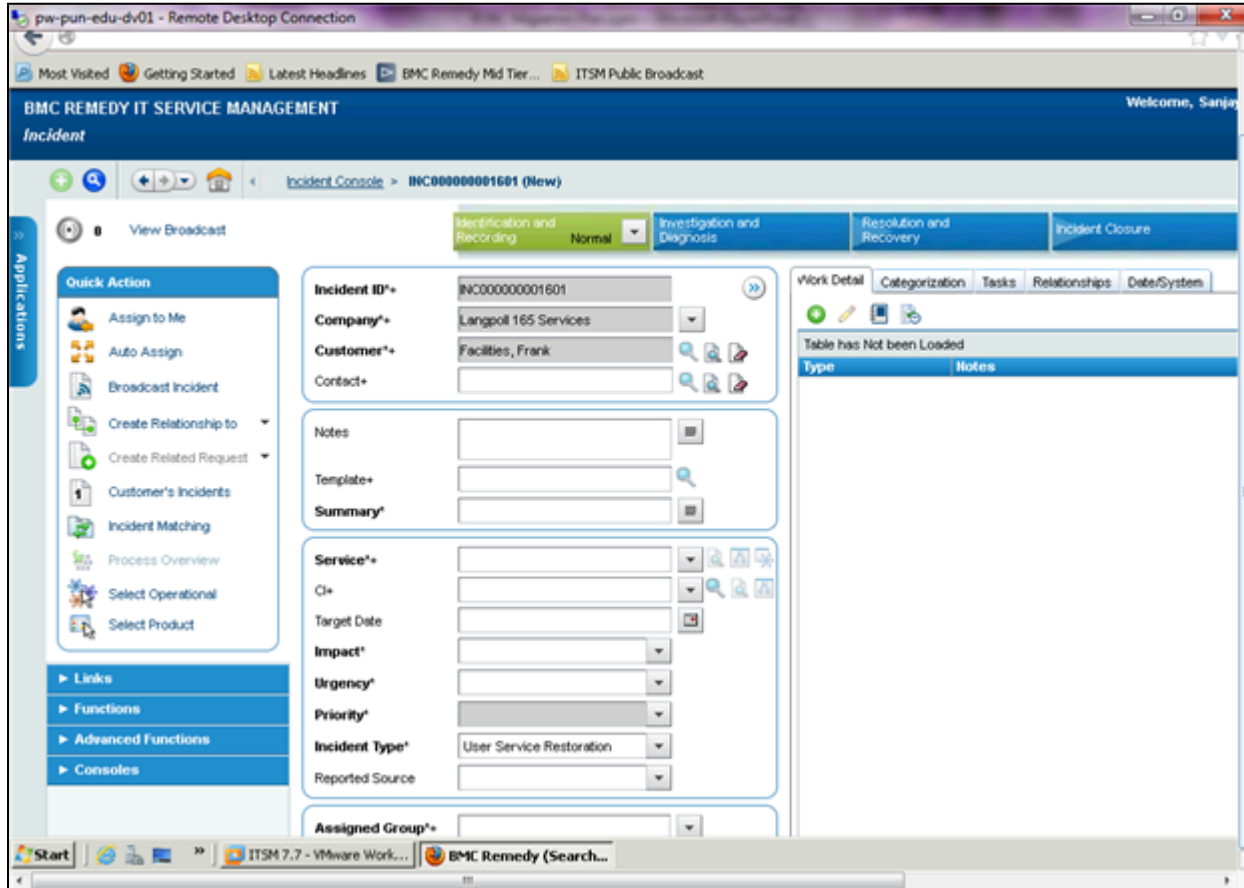 pw-pun-edu-dv01 - Remote Desktop Connection
Most Visited Getting Started Latest Headlines BMC Remedy Mid Tier... ITSM Public Broadcast
BMC REMEDY IT SERVICE MANAGEMENT Welcome, Sanjay
Incident
Incident Console > INC000000001601 (New)
Applications
0 View Broadcast
Identification and Recording Normal
Investigation and Diagnosis
Resolution and Recovery
Incident Closure
Quick Action
Assign to Me
Auto Assign
Broadcast Incident
Create Relationship to
Create Related Request
Customer's Incidents
Incident Matching
Process Overview
Select Operational
Select Product
Links
Functions
Advanced Functions
Consoles
Incident ID*+ INC000000001601
Company*+ Langpoll 165 Services
Customer*+ Facilities, Frank
Contact+
Notes
Template+
Summary*
Service*+
CI+
Target Date
Impact*
Urgency*
Priority*
Incident Type* User Service Restoration
Reported Source
Assigned Group*+
Work Detail Categorization Tasks Relationships Date/System
Table has Not been Loaded
Type Notes
Start ITSM 7.7 - VMware Work... BMC Remedy (Search...